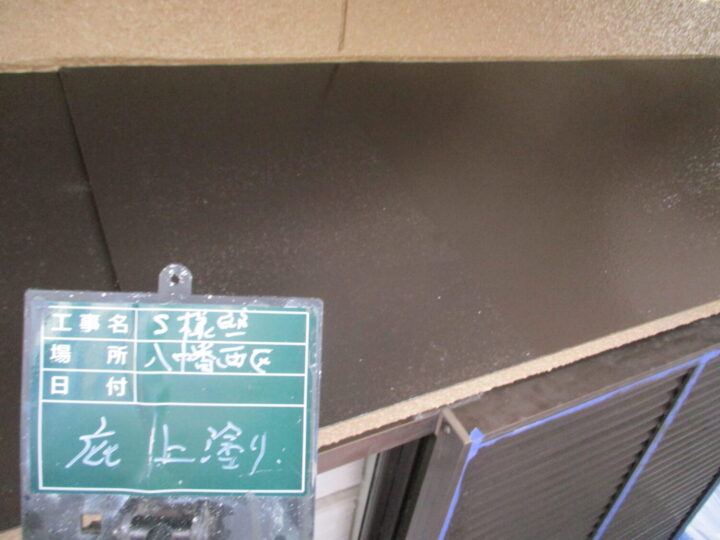 工事名 S様邸
場所 八幡西区
日付
庇 上塗り